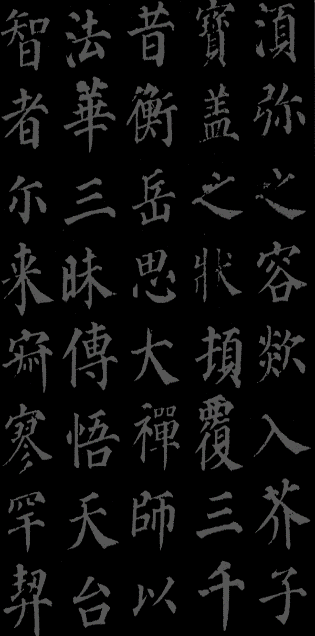 須弥之容欻入芥子
寳盖之狀頓覆三千
昔衡岳思大禪師以
法華三昧傳悟天台
智者尓来寂寥罕契